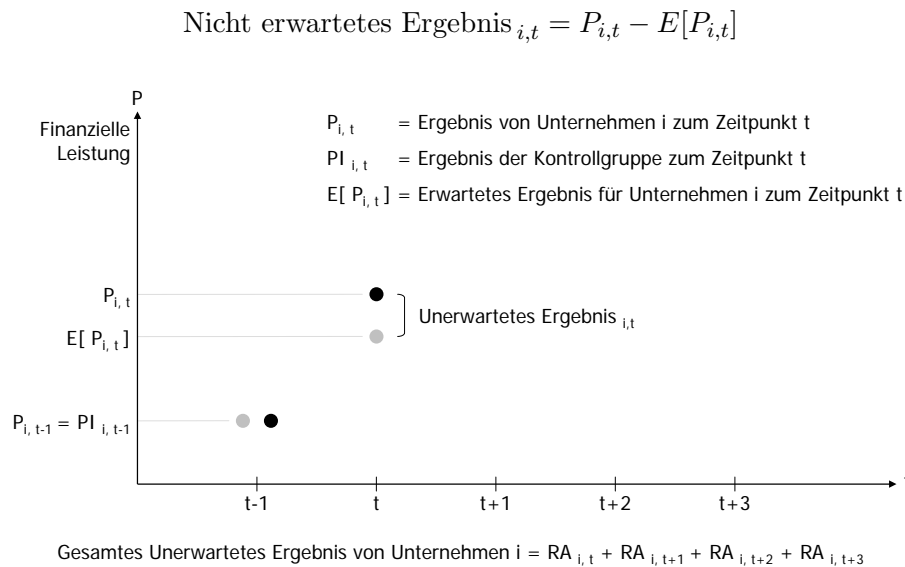 Nicht erwartetes Ergebnis i,t = P i,t − E[P i,t]
P
Finanzielle
Leistung
P i, t = Ergebnis von Unternehmen i zum Zeitpunkt t
PI i, t = Ergebnis der Kontrollgruppe zum Zeitpunkt t
E[ P i, t ] = Erwartetes Ergebnis für Unternehmen i zum Zeitpunkt t
P i, t
Unerwartetes Ergebnis i,t
E[ P i, t ]
P i, t-1 = PI i, t-1
t-1 t t+1 t+2 t+3
Gesamtes Unerwartetes Ergebnis von Unternehmen i = RA i, t + RA i, t+1 + RA i, t+2 + RA i, t+3